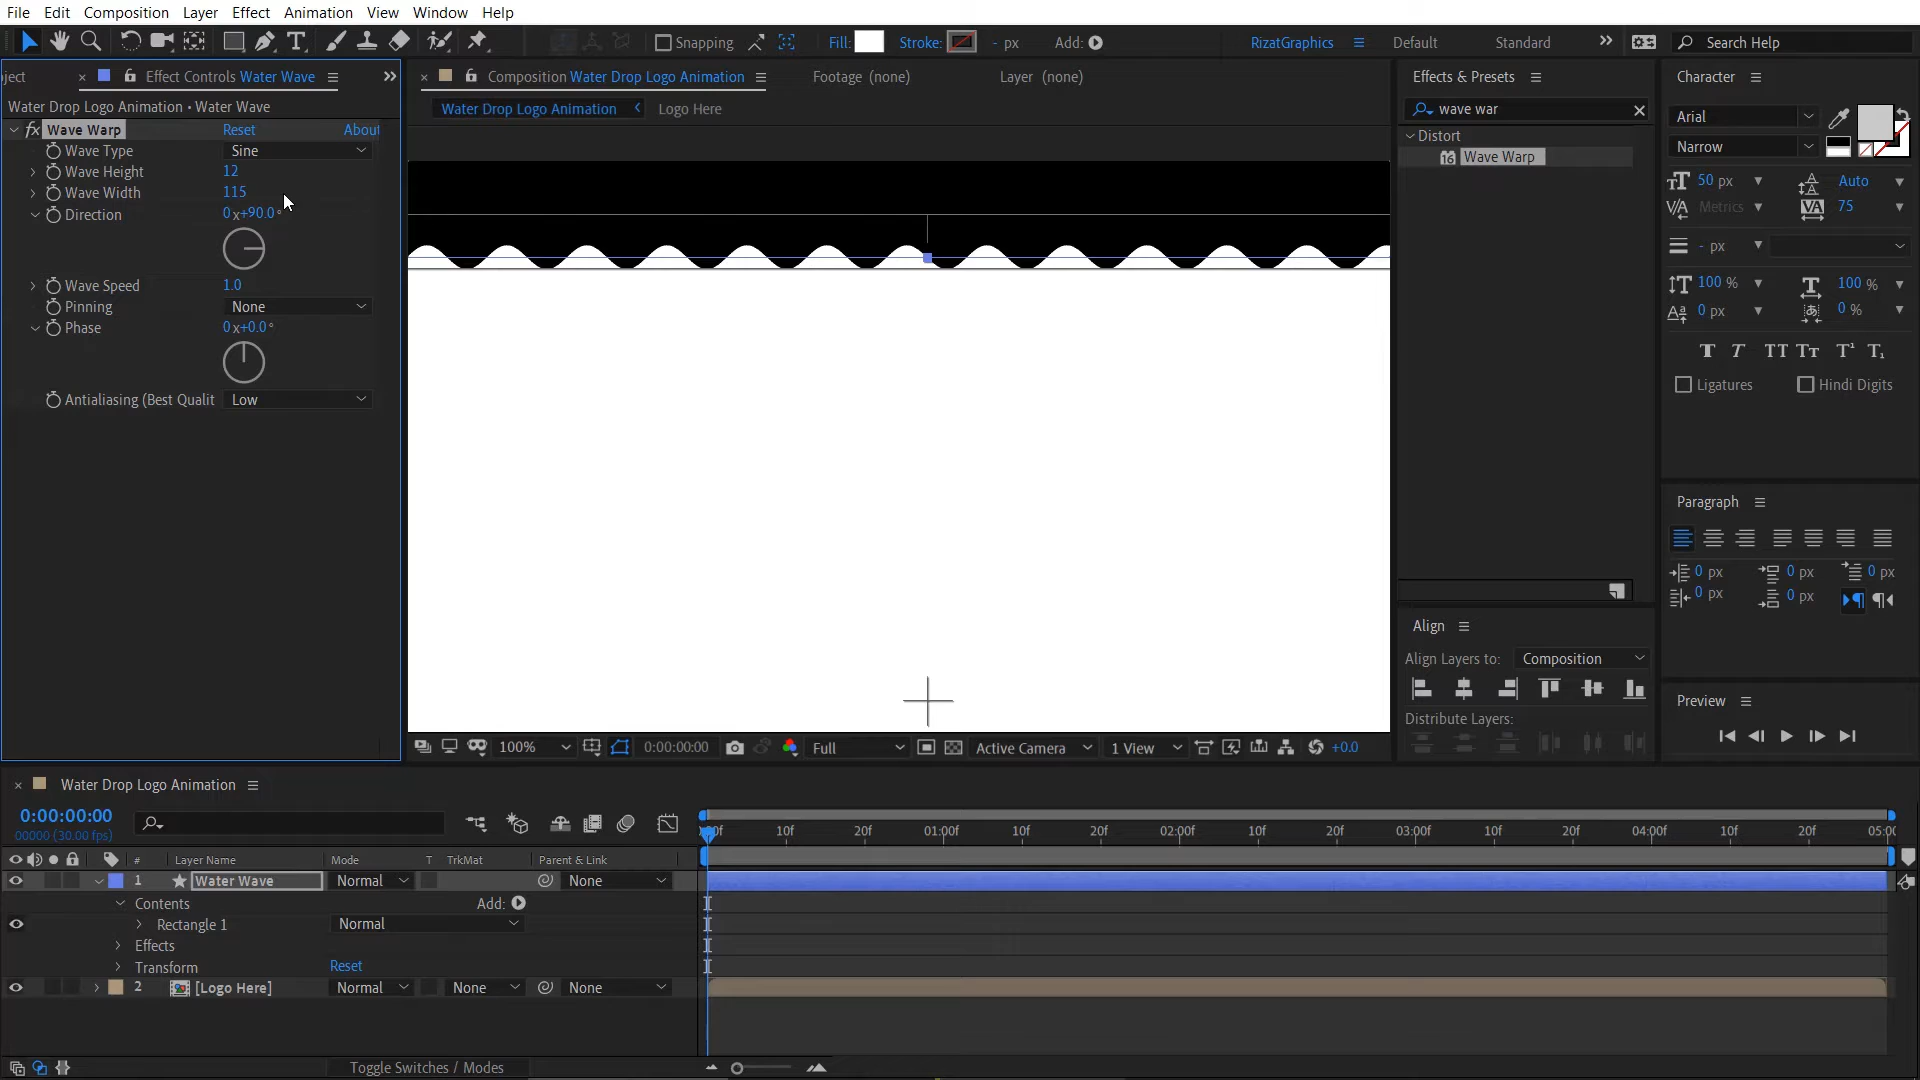 File Edit Composition Layer Effect Animation View Window Help
Snapping Fill: Stroke: - px Add: RizatGraphics Default Standard Search Help
ject Effect Controls Water Wave
Water Drop Logo Animation • Water Wave
fx Wave Warp Reset About
Wave Type Sine
Wave Height 12
Wave Width 115
Direction 0x+90.0°
Wave Speed 1.0
Pinning None
Phase 0x+0.0°
Antialiasing (Best Qualit Low
Composition Water Drop Logo Animation Footage (none) Layer (none)
Water Drop Logo Animation Logo Here
100% 0:00:00:00 Full Active Camera 1 View +0.0
Effects & Presets
wave war
Distort
16 Wave Warp
Align
Align Layers to: Composition
Distribute Layers:
Character
Arial
Narrow
50 px Auto
Metrics 75
- px
100 % 100 %
0 px 0 %
T T TT Tt T¹ T₁
Ligatures Hindi Digits
Paragraph
0 px 0 px 0 px
0 px 0 px
Preview
Water Drop Logo Animation
0:00:00:00
00000 (30.00 fps)
10f 20f 01:00f 10f 20f 02:00f 10f 20f 03:00f 10f 20f 04:00f 10f 20f 05:00
# Layer Name Mode T TrkMat Parent & Link
1 Water Wave Normal None
Contents Add:
Rectangle 1 Normal
Effects
Transform Reset
2 [Logo Here] Normal None None
Toggle Switches / Modes